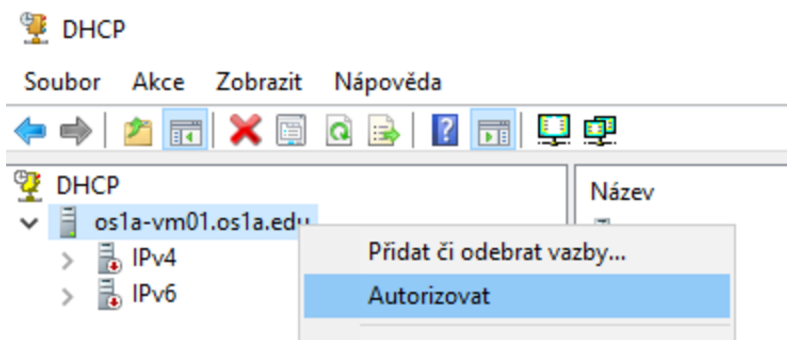 DHCP
Soubor Akce Zobrazit Nápověda
DHCP
Název
os1a-vm01.os1a.edu
Přidat či odebrat vazby...
IPv4
Autorizovat
IPv6